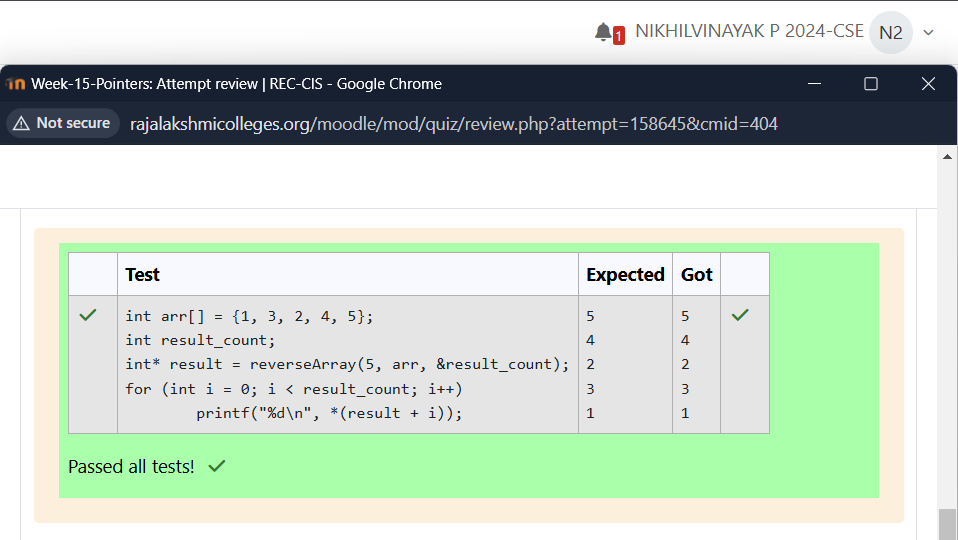 1 NIKHILVINAYAK P 2024-CSE N2
Week-15-Pointers: Attempt review | REC-CIS - Google Chrome
Not secure rajalakshmicolleges.org/moodle/mod/quiz/review.php?attempt=158645&cmid=404
Test Expected Got
int arr[] = {1, 3, 2, 4, 5}; 5 5
int result_count; 4 4
int* result = reverseArray(5, arr, &result_count); 2 2
for (int i = 0; i < result_count; i++) 3 3
printf("%d\n", *(result + i)); 1 1
Passed all tests!